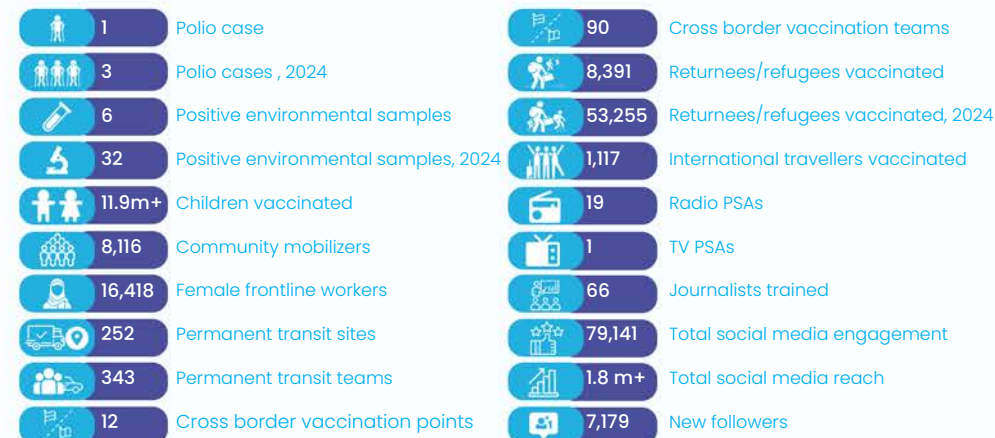 1 Polio case
3 Polio cases , 2024
6 Positive environmental samples
32 Positive environmental samples, 2024
11.9m+ Children vaccinated
8,116 Community mobilizers
16,418 Female frontline workers
252 Permanent transit sites
343 Permanent transit teams
12 Cross border vaccination points
90 Cross border vaccination teams
8,391 Returnees/refugees vaccinated
53,255 Returnees/refugees vaccinated, 2024
1,117 International travellers vaccinated
19 Radio PSAs
1 TV PSAs
66 Journalists trained
79,141 Total social media engagement
1.8 m+ Total social media reach
7,179 New followers